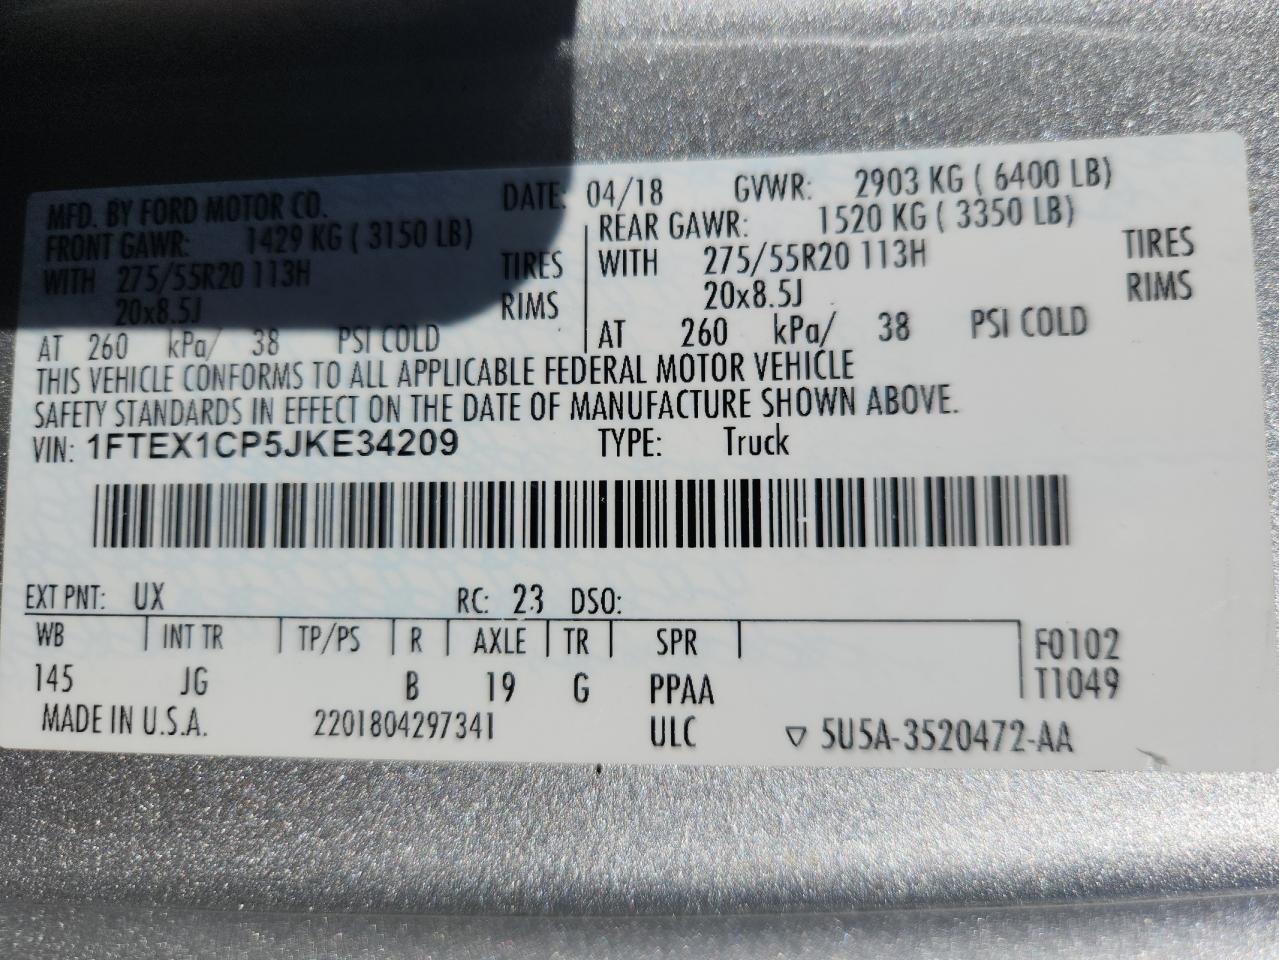 MFD. BY FORD MOTOR CO. DATE: 04/18 GVWR: 2903 KG ( 6400 LB)
FRONT GAWR: 1429 KG ( 3150 LB) REAR GAWR: 1520 KG ( 3350 LB)
WITH 275/55R20 113H TIRES WITH 275/55R20 113H TIRES
20x8.5J RIMS 20x8.5J RIMS
AT 260 kPa/ 38 PSI COLD AT 260 kPa/ 38 PSI COLD
THIS VEHICLE CONFORMS TO ALL APPLICABLE FEDERAL MOTOR VEHICLE
SAFETY STANDARDS IN EFFECT ON THE DATE OF MANUFACTURE SHOWN ABOVE.
VIN: 1FTEX1CP5JKE34209 TYPE: Truck
EXT PNT: UX RC: 23 DSO:
WB INT TR TP/PS R AXLE TR SPR F0102
145 JG B 19 G PPAA T1049
MADE IN U.S.A. 2201804297341 ULC ▽ 5U5A-3520472-AA